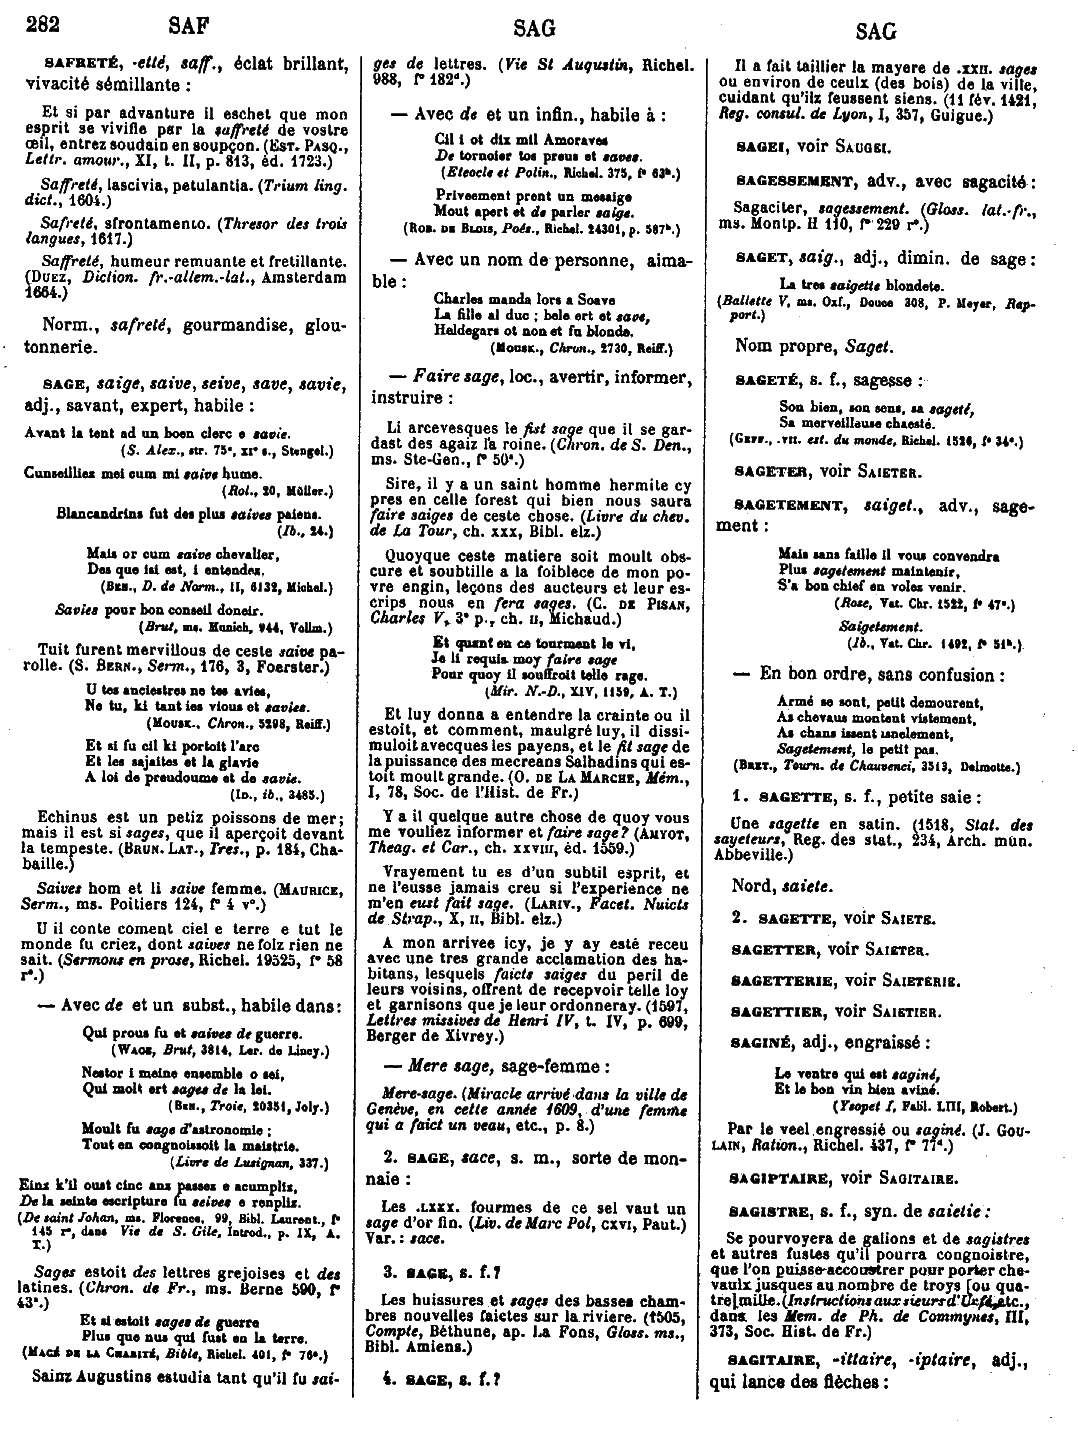 282 SAF SAG SAG
SAFRETÉ, -etté, saff., éclat brillant,
vivacité sémillante :
Et si par advanture il eschet que mon
esprit se vivifie par la saffreté de vostre
œil, entrez soudain en soupçon. (EST. PASQ.,
Lettr. amour., XI, t. II, p. 813, éd. 1723.)
Saffreté, lascivia, petulantia. (Trium ling.
dict., 1604.)
Safreté, sfrontamento. (Thresor des trois
langues, 1617.)
Saffreté, humeur remuante et fretillante.
(DUEZ, Diction. fr.-allem.-lat., Amsterdam
1664.)
Norm., safreté, gourmandise, glou-
tonnerie.
SAGE, saige, saive, seive, save, savie,
adj., savant, expert, habile :
Avant la tent ad un boen clerc e savie.
(S. Alex., str. 75ª, XIᵉ s., Stengel.)
Cunseilliez mei cum mi saive hume.
(Rol., 20, Müller.)
Blancandrins fut des plus saives paiens.
(Ib., 24.)
Mais or cum saive chevalier,
Des que isi est, i entendez.
(BEN., D. de Norm., II, 6132, Michel.)
Savies pour bon conseil doneir.
(Brut, ms. Munich, 944, Vollm.)
Tuit furent mervillous de ceste saive pa-
rolle. (S. BERN., Serm., 176, 3, Foerster.)
U tes anciestres ne tes avies,
Ne tu, ki tant ies vious et savies.
(MOUSK., Chron., 5298, Reiff.)
Et si fu cil ki portoit l'arc
Et les sajaites et la glavie
A loi de preudoume et de savie.
(ID., ib., 3485.)
Echinus est un petiz poissons de mer;
mais il est si sages, que il aperçoit devant
la tempeste. (BRUN. LAT., Tres., p. 184, Cha-
baille.)
Saives hom et li saive femme. (MAURICE,
Serm., ms. Poitiers 124, fº 4 vº.)
U il conte coment ciel e terre e tut le
monde fu criez, dont saives ne folz rien ne
sait. (Sermons en prose, Richel. 19525, fº 58
rº.)
— Avec de et un subst., habile dans:
Qui prous fu et saives de guerre.
(WACE, Brut, 3814, Ler. de Lincy.)
Nestor i meine ensemble o sei,
Qui molt ert sages de la lei.
(BEN., Troie, 20351, Joly.)
Moult fu sage d'astronomie ;
Tout en congnoissoit la maistrie.
(Livre de Lusignan, 337.)
Einz k'il oust cinc anz passez e acumpliz,
De la seinte escripture fu seives e rempliz.
(De saint Johan, ms. Florence, 99, Bibl. Laurent., fº
145 rº, dans Vie de S. Gile, Introd., p. IX, A.
T.)
Sages estoit des lettres grejoises et des
latines. (Chron. de Fr., ms. Berne 590, fº
43ª.)
Et si estoit sages de guerre
Plus que nus qui fust en la terre.
(MACÉ DE LA CHARITÉ, Bible, Richel. 401, fº 76ª.)
Sainz Augustins estudia tant qu'il fu sai-
ges de lettres. (Vie St Augustin, Richel.
988, fº 182ᵈ.)
— Avec de et un infin., habile à :
Cil i ot dix mil Amoraves
De tornoier tos preus et saves.
(Eteocle et Polin., Richel. 375, fº 63ᵇ.)
Priveement prent un mesaige
Mout apert et de parler saige.
(ROB. DE BLOIS, Poés., Richel. 24301, p. 587ᵇ.)
— Avec un nom de personne, aima-
ble :
Charles manda lors a Soave
La fille al duc ; bele ert et save,
Heldegars ot non et fu blonde.
(MOUSK., Chron., 2730, Reiff.)
— Faire sage, loc., avertir, informer,
instruire :
Li arcevesques le fist sage que il se gar-
dast des agaiz la roine. (Chron. de S. Den.,
ms. Ste-Gen., fº 50ª.)
Sire, il y a un saint homme hermite cy
pres en celle forest qui bien nous saura
faire saiges de ceste chose. (Livre du chev.
de La Tour, ch. XXX, Bibl. elz.)
Quoyque ceste matiere soit moult obs-
cure et soubtille a la foiblece de mon po-
vre engin, leçons des aucteurs et leur es-
crips nous en fera sages. (C. DE PISAN,
Charles V, 3ᵉ p., ch. II, Michaud.)
Et quant en ce tourment le vi,
Je li requis moy faire sage
Pour quoy il souffroit telle rage.
(Mir. N.-D., XIV, 1159, A. T.)
Et luy donna a entendre la crainte ou il
estoit, et comment, maulgré luy, il dissi-
muloit avecques les payens, et le fit sage de
la puissance des mecreans Salhadins qui es-
toit moult grande. (O. DE LA MARCHE, Mém.,
I, 78, Soc. de l'Hist. de Fr.)
Y a il quelque autre chose de quoy vous
me vouliez informer et faire sage? (AMYOT,
Theag. et Car., ch. XXVIII, éd. 1559.)
Vrayement tu es d'un subtil esprit, et
ne l'eusse jamais creu si l'experience ne
m'en eust fait sage. (LARIV., Facet. Nuicts
de Strap., X, II, Bibl. elz.)
A mon arrivee icy, je y ay esté receu
avec une tres grande acclamation des ha-
bitans, lesquels faicts saiges du peril de
leurs voisins, offrent de recepvoir telle loy
et garnisons que je leur ordonneray. (1597,
Lettres missives de Henri IV, t. IV, p. 699,
Berger de Xivrey.)
— Mere sage, sage-femme :
Mere-sage. (Miracle arrivé dans la ville de
Genève, en cette année 1609, d'une femme
qui a faict un veau, etc., p. 8.)
2. SAGE, sace, s. m., sorte de mon-
naie :
Les .LXXX. fourmes de ce sel vaut un
sage d'or fin. (Liv. de Marc Pol, CXVI, Paut.)
Var. : sace.
3. SAGE, s. f.?
Les huissures et sages des basses cham-
bres nouvelles faictes sur la riviere. (1505,
Compte, Béthune, ap. La Fons, Gloss. ms.,
Bibl. Amiens.)
4. SAGE, s. f.?
Il a fait taillier la mayere de .XXII. sages
ou environ de ceulx (des bois) de la ville,
cuidant qu'ilz feussent siens. (11 fév. 1421,
Reg. consul. de Lyon, I, 357, Guigue.)
SAGEI, voir SAUGEI.
SAGESSEMENT, adv., avec sagacité :
Sagaciter, sagessement. (Gloss. lat.-fr.,
ms. Montp. H 110, fº 229 rº.)
SAGET, saig., adj., dimin. de sage :
La tres saigette blondete.
(Ballette V, ms. Oxf., Douce 308, P. Meyer, Rap-
port.)
Nom propre, Saget.
SAGETÉ, s. f., sagesse :
Son bien, son sens, sa sageté,
Sa merveillause chaesté.
(GEFF., .VII. est. du monde, Richel. 1526, fº 34ª.)
SAGETER, voir SAIETER.
SAGETEMENT, saiget., adv., sage-
ment :
Mais sans faille il vous convendra
Plus sagetement maintenir,
S'a bon chief en volez venir.
(Rose, Vat. Chr. 1522, fº 47ª.)
Saigetement.
(Ib., Vat. Chr. 1492, fº 51ᵇ.)
— En bon ordre, sans confusion :
Armé se sont, petit demourent,
As chevaus montent vistement,
As chans issent isnelement,
Sagetement, le petit pas.
(BRET., Tourn. de Chauvenci, 3513, Delmotte.)
1. SAGETTE, s. f., petite saie :
Une sagette en satin. (1518, Stat. des
sayeteurs, Reg. des stat., 234, Arch. mun.
Abbeville.)
Nord, saiete.
2. SAGETTE, voir SAIETE.
SAGETTER, voir SAIETER.
SAGETTERIE, voir SAIETERIE.
SAGETTIER, voir SAIETIER.
SAGINÉ, adj., engraissé :
Le ventre qui est saginé,
Et le bon vin bien aviné.
(Ysopet I, Fabl. LIII, Robert.)
Par le veel engressié ou saginé. (J. GOU-
LAIN, Ration., Richel. 437, fº 77ᵈ.)
SAGIPTAIRE, voir SAGITAIRE.
SAGISTRE, s. f., syn. de saietie :
Se pourvoyera de galions et de sagistres
et autres fustes qu'il pourra congnoistre,
que l'on puisse accoustrer pour porter che-
vaulx jusques au nombre de troys [ou qua-
tre] mille. (Instructions aux sieurs d'Urfé, etc.,
dans les Mem. de Ph. de Commynes, III,
373, Soc. Hist. de Fr.)
SAGITAIRE, -ittaire, -iptaire, adj.,
qui lance des flèches :